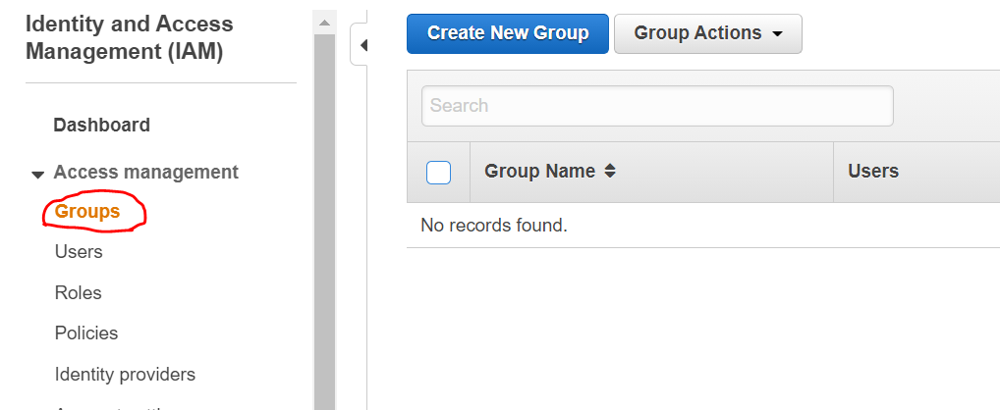 Identity and Access
Management (IAM)
Dashboard
Access management
Groups
Users
Roles
Policies
Identity providers
Create New Group
Group Actions
Search
Group Name
Users
No records found.